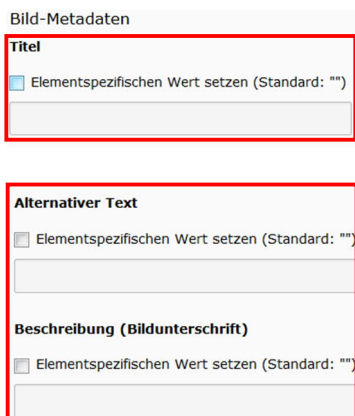 Bild-Metadaten
Titel
Elementspezifischen Wert setzen (Standard: "")
Alternativer Text
Elementspezifischen Wert setzen (Standard: "")
Beschreibung (Bildunterschrift)
Elementspezifischen Wert setzen (Standard: "")